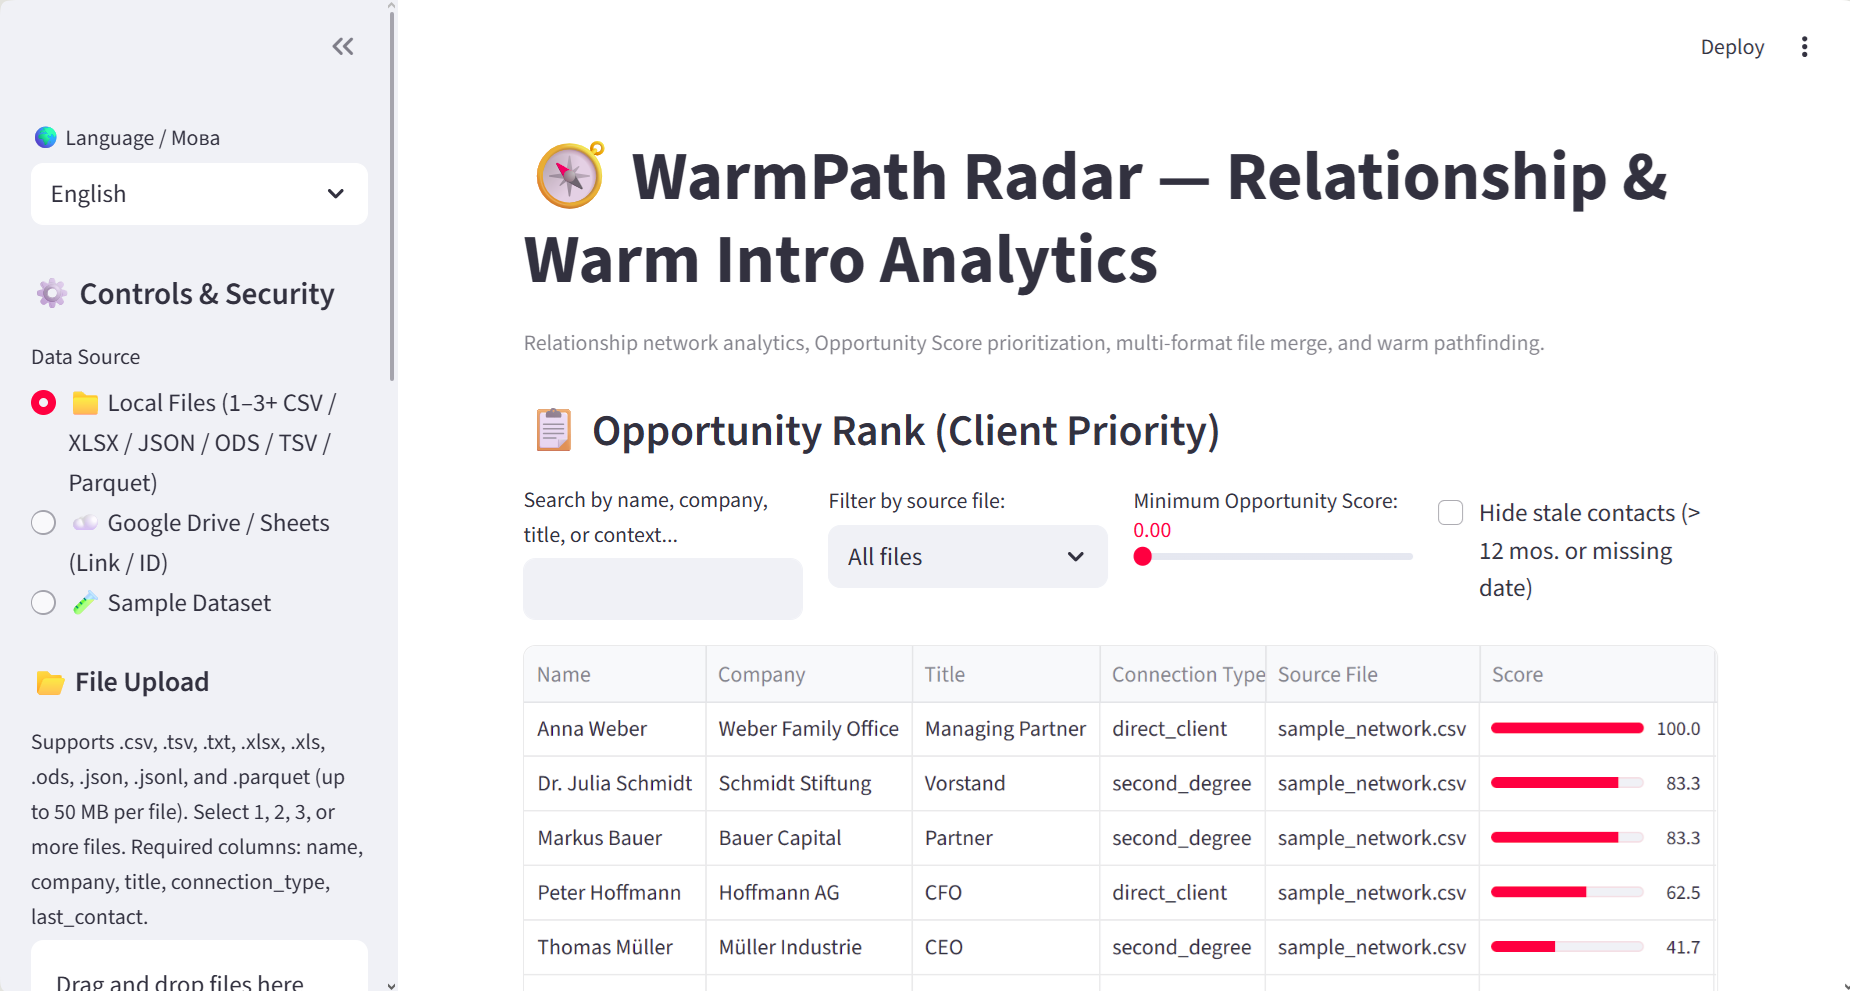 Language / Мова
English
Controls & Security
Data Source
Local Files (1–3+ CSV /
XLSX / JSON / ODS / TSV /
Parquet)
Google Drive / Sheets
(Link / ID)
Sample Dataset
File Upload
Supports .csv, .tsv, .txt, .xlsx, .xls,
.ods, .json, .jsonl, and .parquet (up
to 50 MB per file). Select 1, 2, 3, or
more files. Required columns: name,
company, title, connection_type,
last_contact.
Drag and drop files here
Deploy
WarmPath Radar — Relationship &
Warm Intro Analytics
Relationship network analytics, Opportunity Score prioritization, multi-format file merge, and warm pathfinding.
Opportunity Rank (Client Priority)
Search by name, company,
title, or context...
Filter by source file:
All files
Minimum Opportunity Score:
0.00
Hide stale contacts (>
12 mos. or missing
date)
Name Company Title Connection Type Source File Score
Anna Weber Weber Family Office Managing Partner direct_client sample_network.csv 100.0
Dr. Julia Schmidt Schmidt Stiftung Vorstand second_degree sample_network.csv 83.3
Markus Bauer Bauer Capital Partner second_degree sample_network.csv 83.3
Peter Hoffmann Hoffmann AG CFO direct_client sample_network.csv 62.5
Thomas Müller Müller Industrie CEO second_degree sample_network.csv 41.7